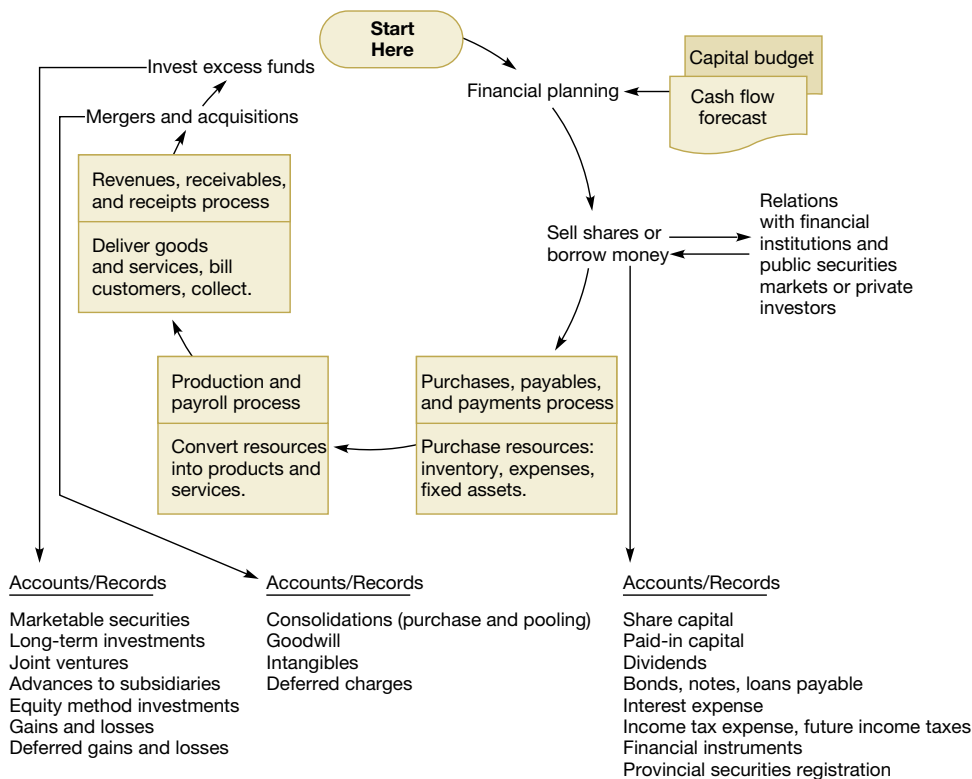 Start
Here
Invest excess funds
Mergers and acquisitions
Financial planning
Capital budget
Cash flow
forecast
Revenues, receivables,
and receipts process
Deliver goods
and services, bill
customers, collect.
Sell shares or
borrow money
Relations
with financial
institutions and
public securities
markets or private
investors
Production and
payroll process
Convert resources
into products and
services.
Purchases, payables,
and payments process
Purchase resources:
inventory, expenses,
fixed assets.
Accounts/Records
Marketable securities
Long-term investments
Joint ventures
Advances to subsidiaries
Equity method investments
Gains and losses
Deferred gains and losses
Accounts/Records
Consolidations (purchase and pooling)
Goodwill
Intangibles
Deferred charges
Accounts/Records
Share capital
Paid-in capital
Dividends
Bonds, notes, loans payable
Interest expense
Income tax expense, future income taxes
Financial instruments
Provincial securities registration